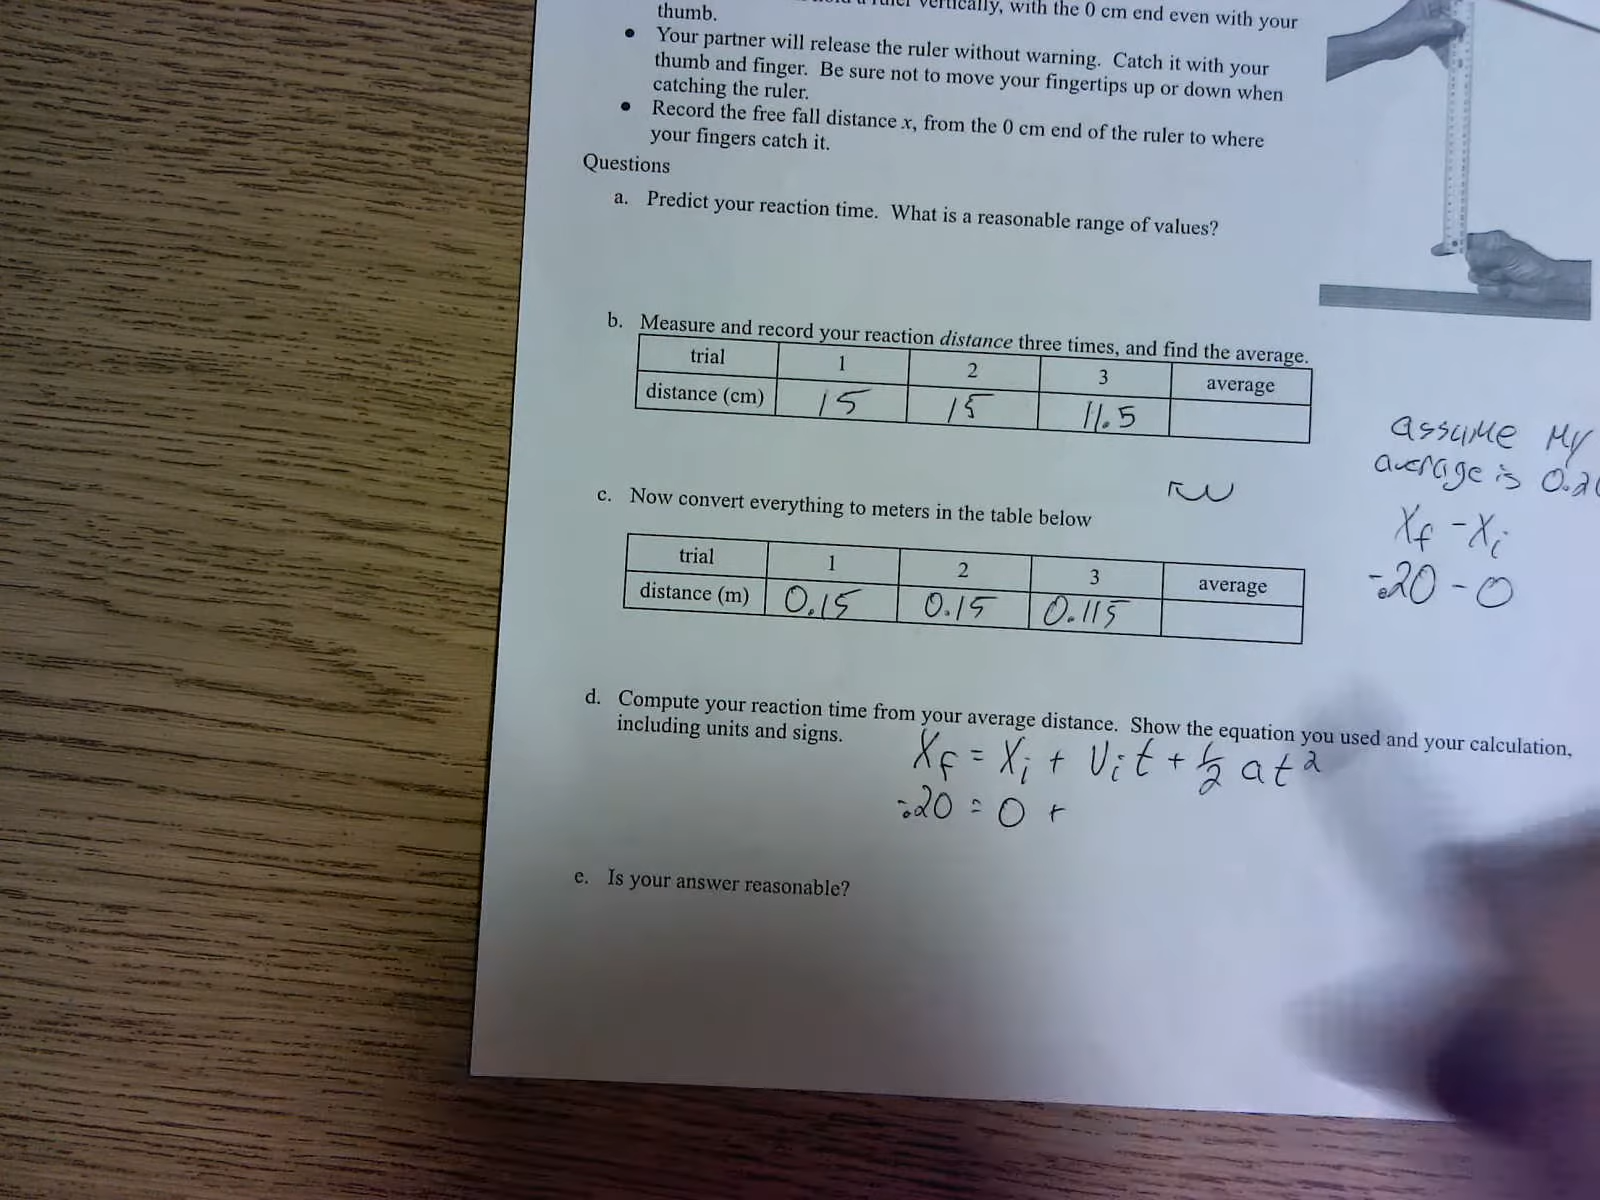 ruler vertically, with the 0 cm end even with your
thumb.
• Your partner will release the ruler without warning. Catch it with your
thumb and finger. Be sure not to move your fingertips up or down when
catching the ruler.
• Record the free fall distance x, from the 0 cm end of the ruler to where
your fingers catch it.
Questions
a. Predict your reaction time. What is a reasonable range of values?
b. Measure and record your reaction distance three times, and find the average.
trial 1 2 3 average
distance (cm) 15 15 11.5
assume My
average is
c. Now convert everything to meters in the table below
Xf - Xi
-.20 - 0
trial 1 2 3 average
distance (m) 0.15 0.15 0.115
d. Compute your reaction time from your average distance. Show the equation you used and your calculation,
including units and signs.
Xf = Xi + Vit + 1/2 at²
-.20 = 0 +
e. Is your answer reasonable?